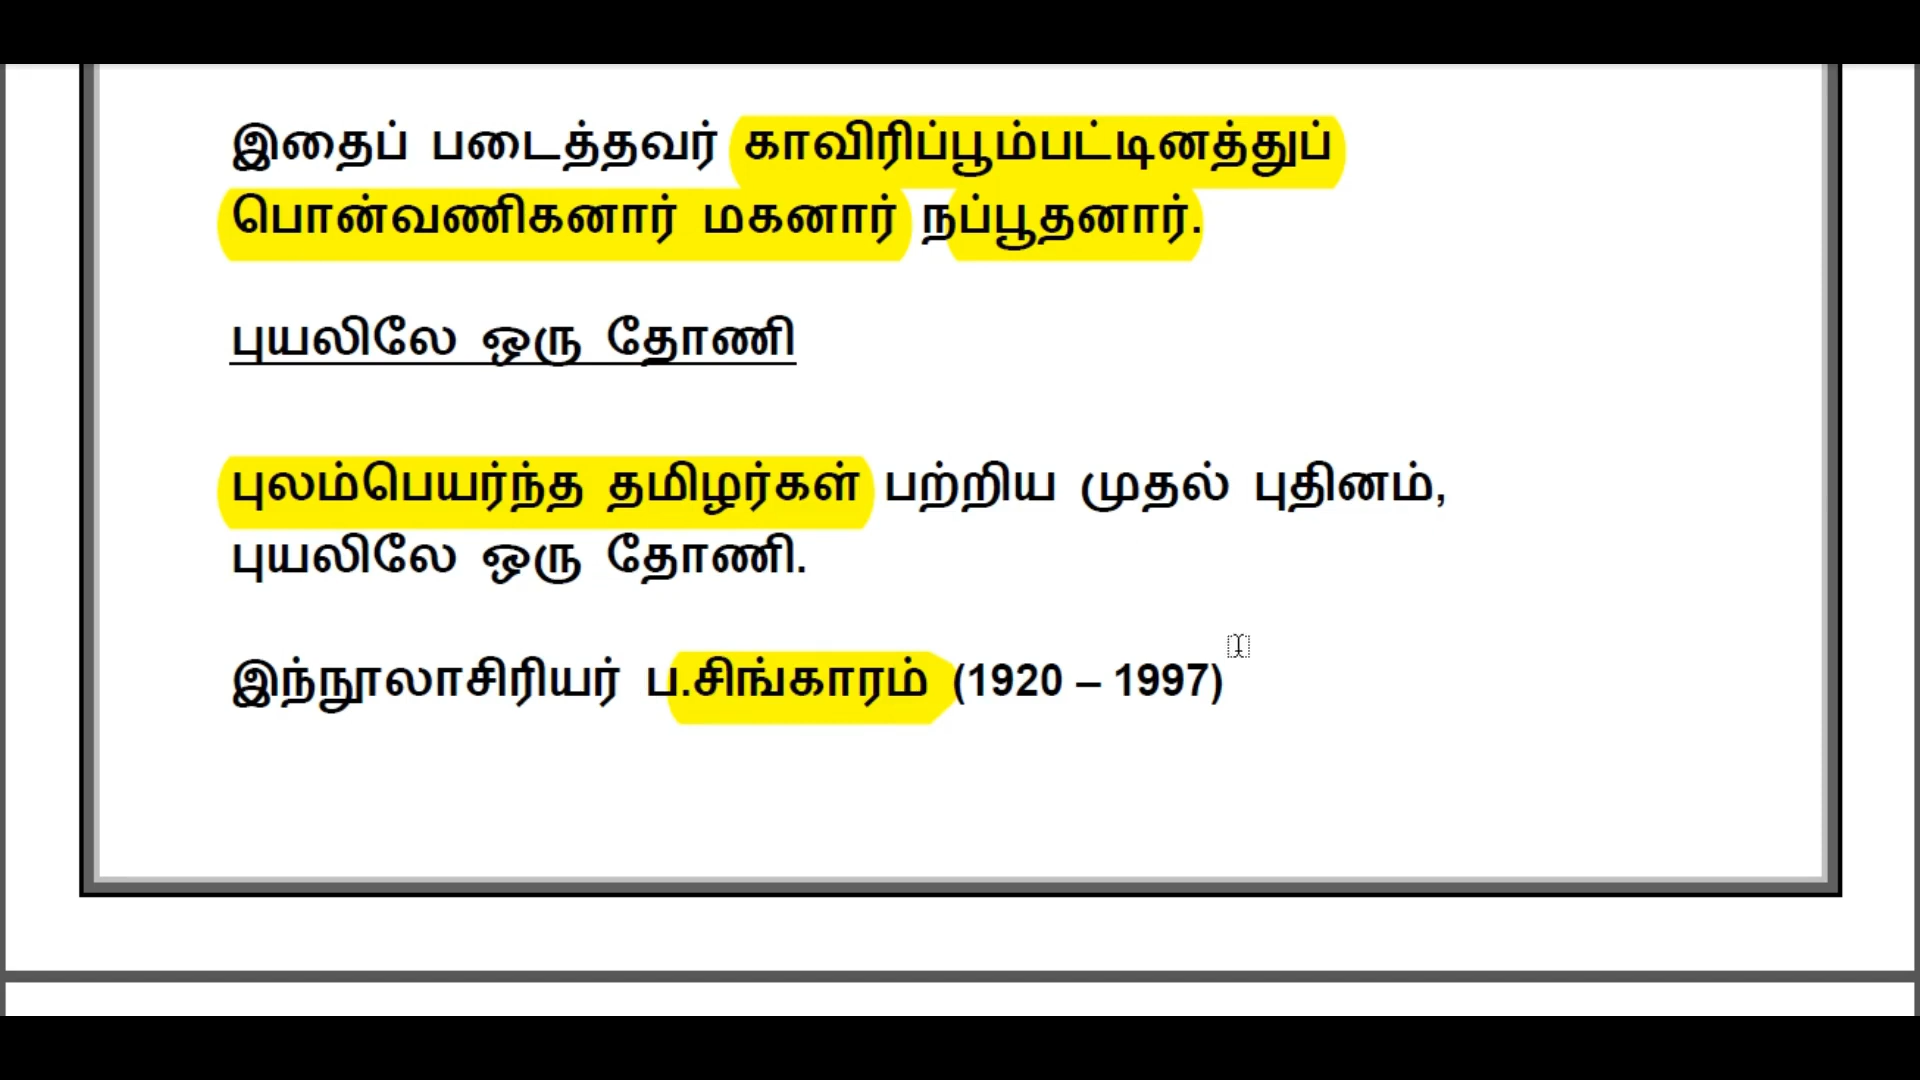 இதைப் படைத்தவர் காவிரிப்பூம்பட்டினத்துப்
பொன்வணிகனார் மகனார் நப்பூதனார்.
புயலிலே ஒரு தோணி
புலம்பெயர்ந்த தமிழர்கள் பற்றிய முதல் புதினம்,
புயலிலே ஒரு தோணி.
இந்நூலாசிரியர் ப.சிங்காரம் (1920 – 1997)